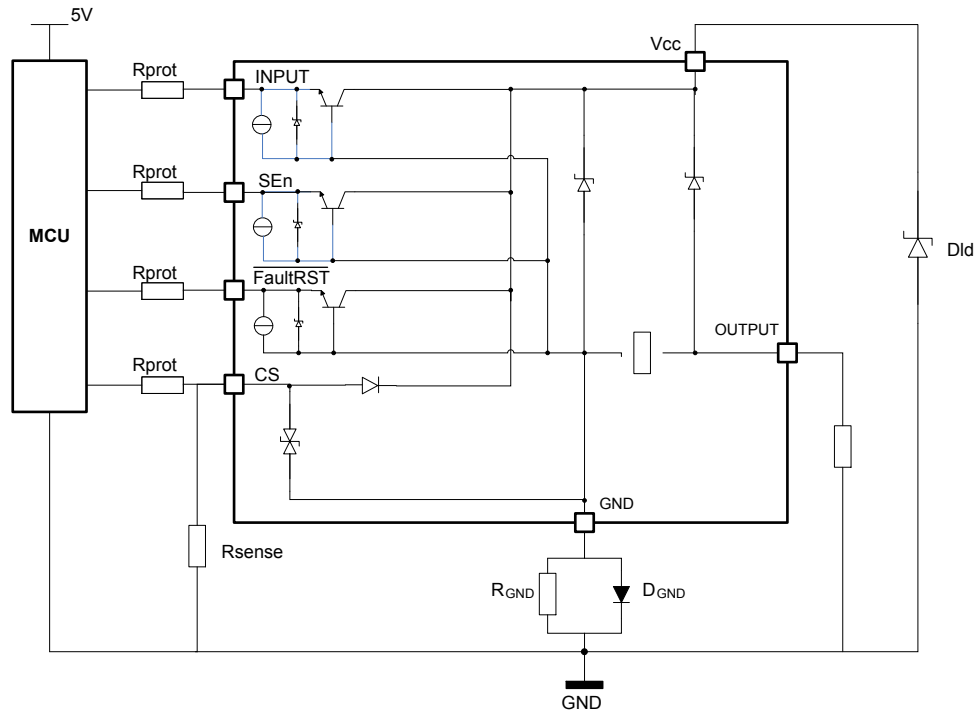 5V
Vcc
Rprot
INPUT
Rprot
SEn
MCU
Dld
Rprot
FaultRST
OUTPUT
Rprot
CS
GND
Rsense
RGND
DGND
GND